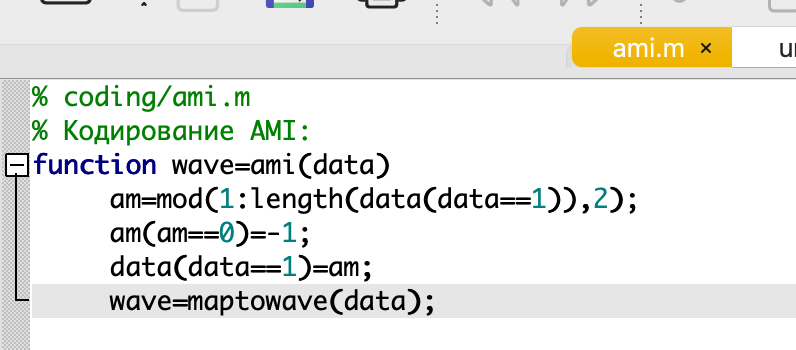 ami.m ×
% coding/ami.m
% Кодирование AMI:
function wave=ami(data)
am=mod(1:length(data(data==1)),2);
am(am==0)=-1;
data(data==1)=am;
wave=maptowave(data);